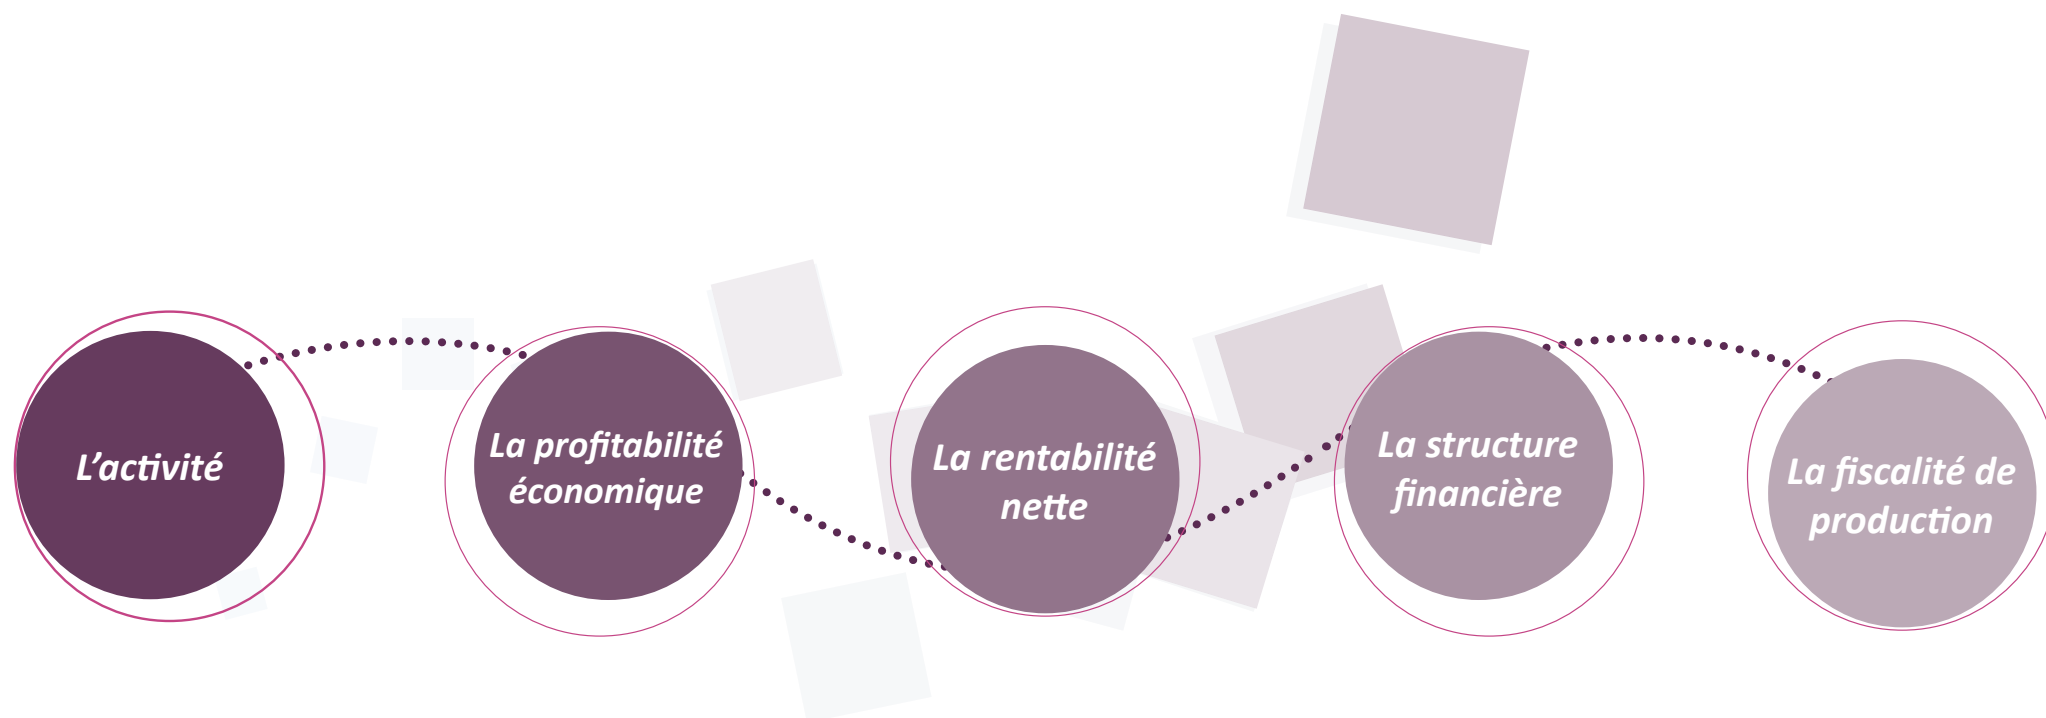 L’activité
La profitabilité
économique
La rentabilité
nette
La structure
financière
La fiscalité de
production